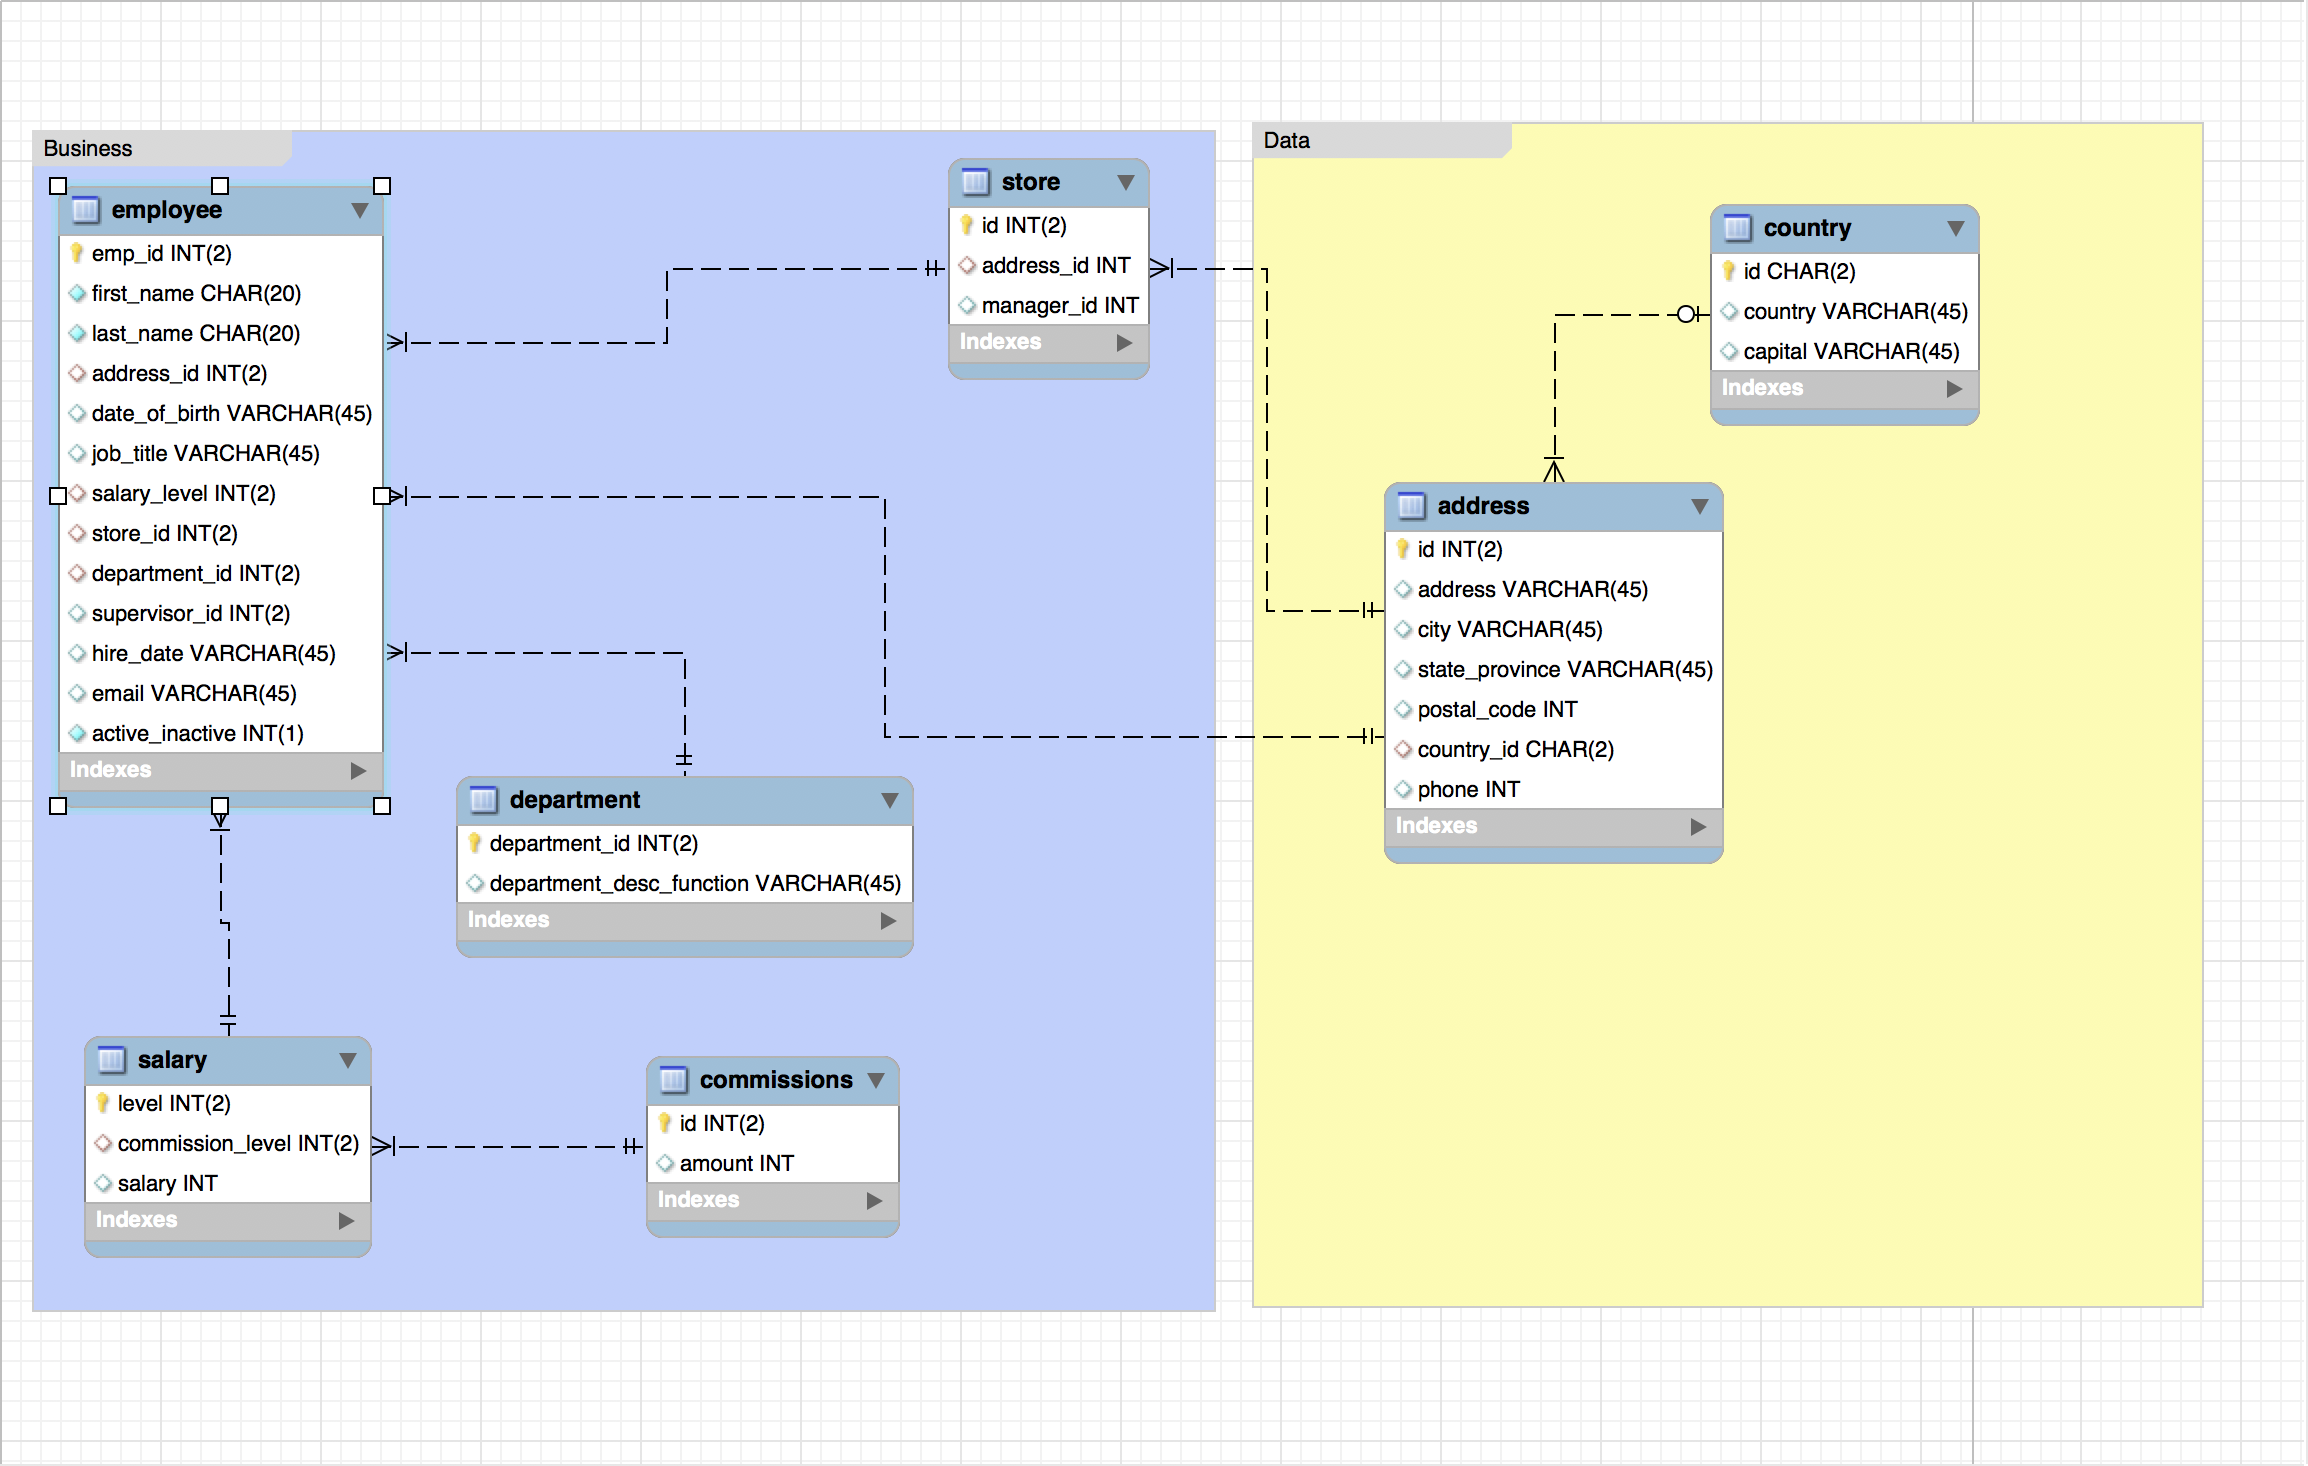 Business
employee
emp_id INT(2)
first_name CHAR(20)
last_name CHAR(20)
address_id INT(2)
date_of_birth VARCHAR(45)
job_title VARCHAR(45)
salary_level INT(2)
store_id INT(2)
department_id INT(2)
supervisor_id INT(2)
hire_date VARCHAR(45)
email VARCHAR(45)
active_inactive INT(1)
Indexes
store
id INT(2)
address_id INT
manager_id INT
Indexes
department
department_id INT(2)
department_desc_function VARCHAR(45)
Indexes
salary
level INT(2)
commission_level INT(2)
salary INT
Indexes
commissions
id INT(2)
amount INT
Indexes
Data
country
id CHAR(2)
country VARCHAR(45)
capital VARCHAR(45)
Indexes
address
id INT(2)
address VARCHAR(45)
city VARCHAR(45)
state_province VARCHAR(45)
postal_code INT
country_id CHAR(2)
phone INT
Indexes